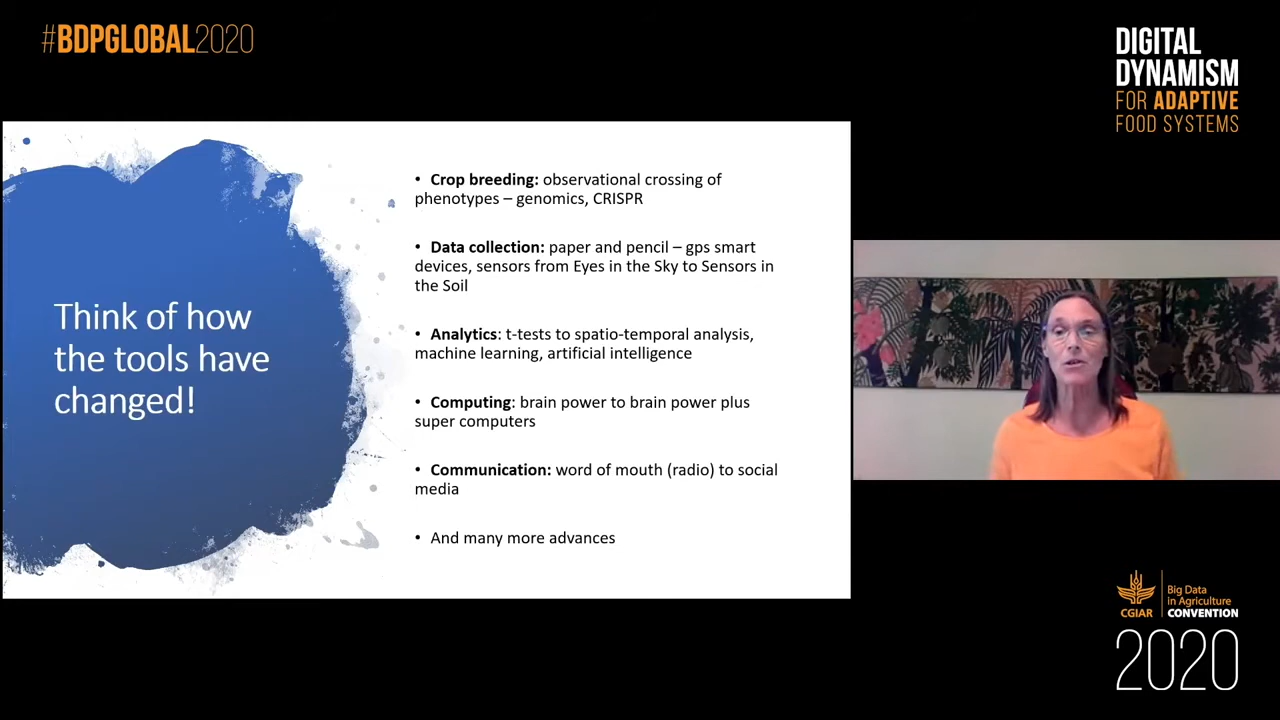 #BDPGLOBAL2020
DIGITAL
DYNAMISM
FOR ADAPTIVE
FOOD SYSTEMS
Think of how
the tools have
changed!
• Crop breeding: observational crossing of
phenotypes – genomics, CRISPR
• Data collection: paper and pencil – gps smart
devices, sensors from Eyes in the Sky to Sensors in
the Soil
• Analytics: t-tests to spatio-temporal analysis,
machine learning, artificial intelligence
• Computing: brain power to brain power plus
super computers
• Communication: word of mouth (radio) to social
media
• And many more advances
CGIAR
Big Data
in Agriculture
CONVENTION
2020